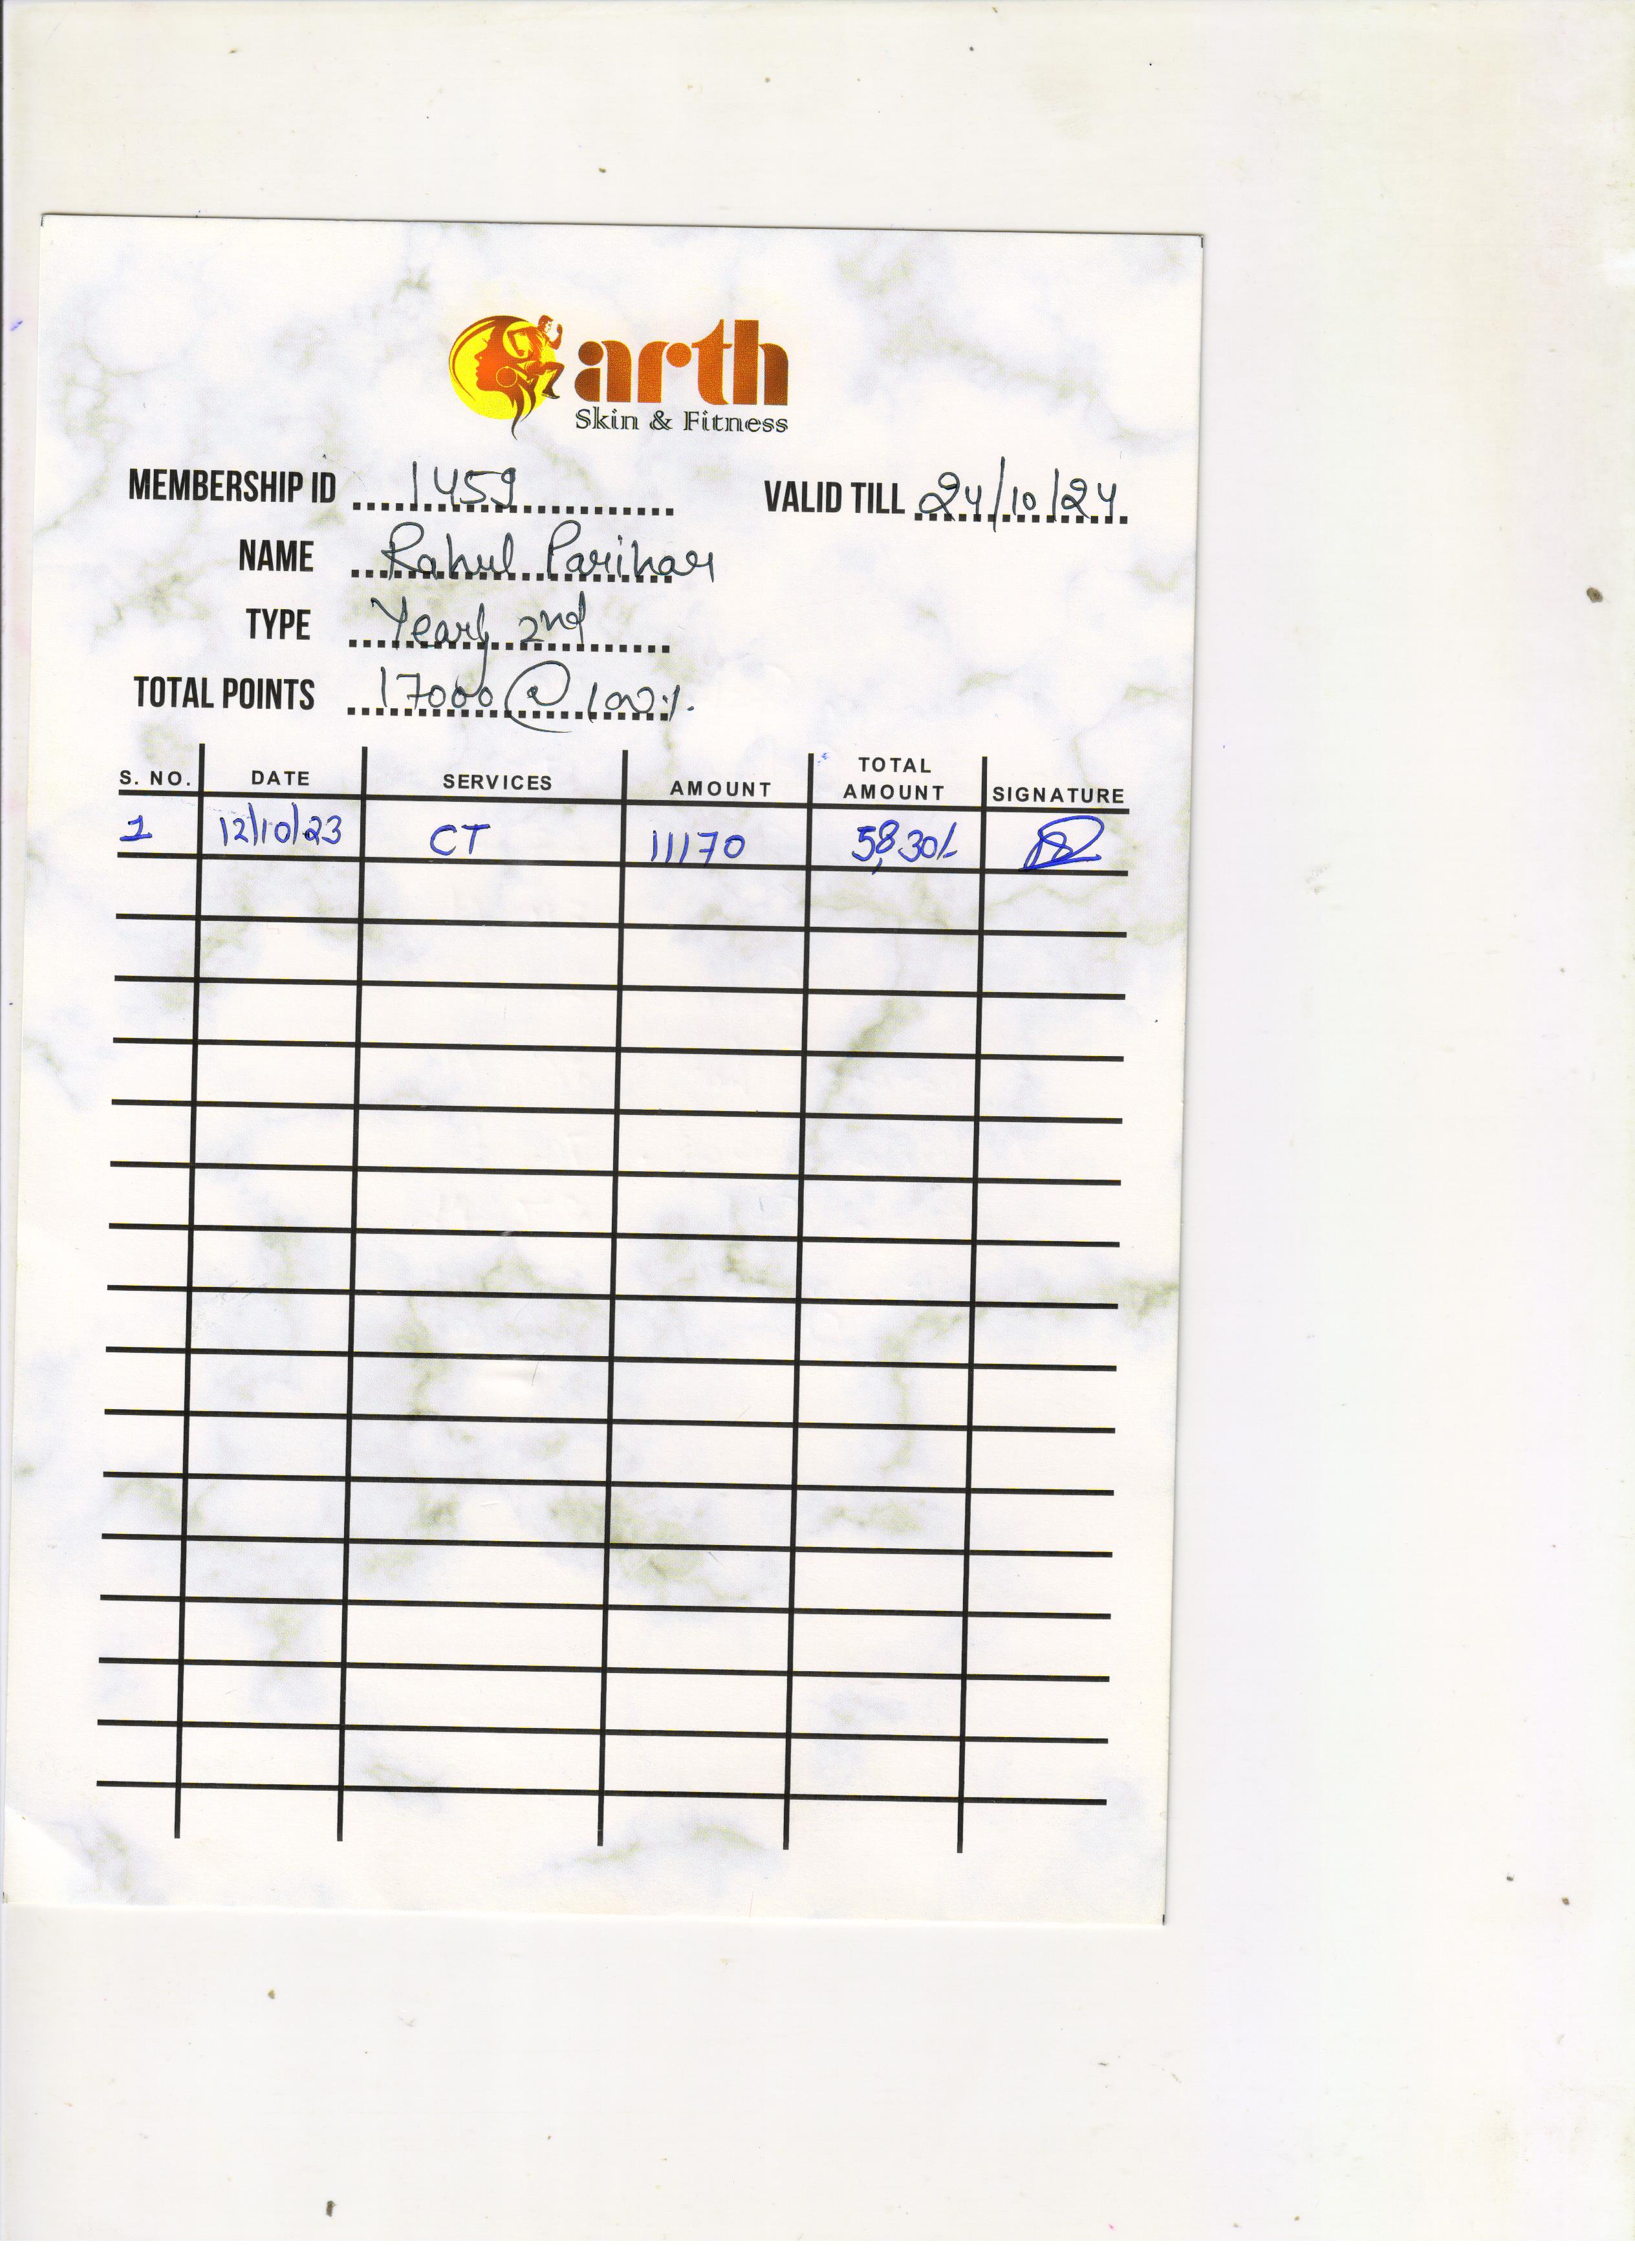 arth
Skin & Fitness
MEMBERSHIP ID 1459 VALID TILL 24/10/24
NAME Rahul Parihar
TYPE Yearly 2nd
TOTAL POINTS 17000 @ 100%.
S. NO. DATE SERVICES AMOUNT TOTAL AMOUNT SIGNATURE
1 12/10/23 CT 11170 5830/-